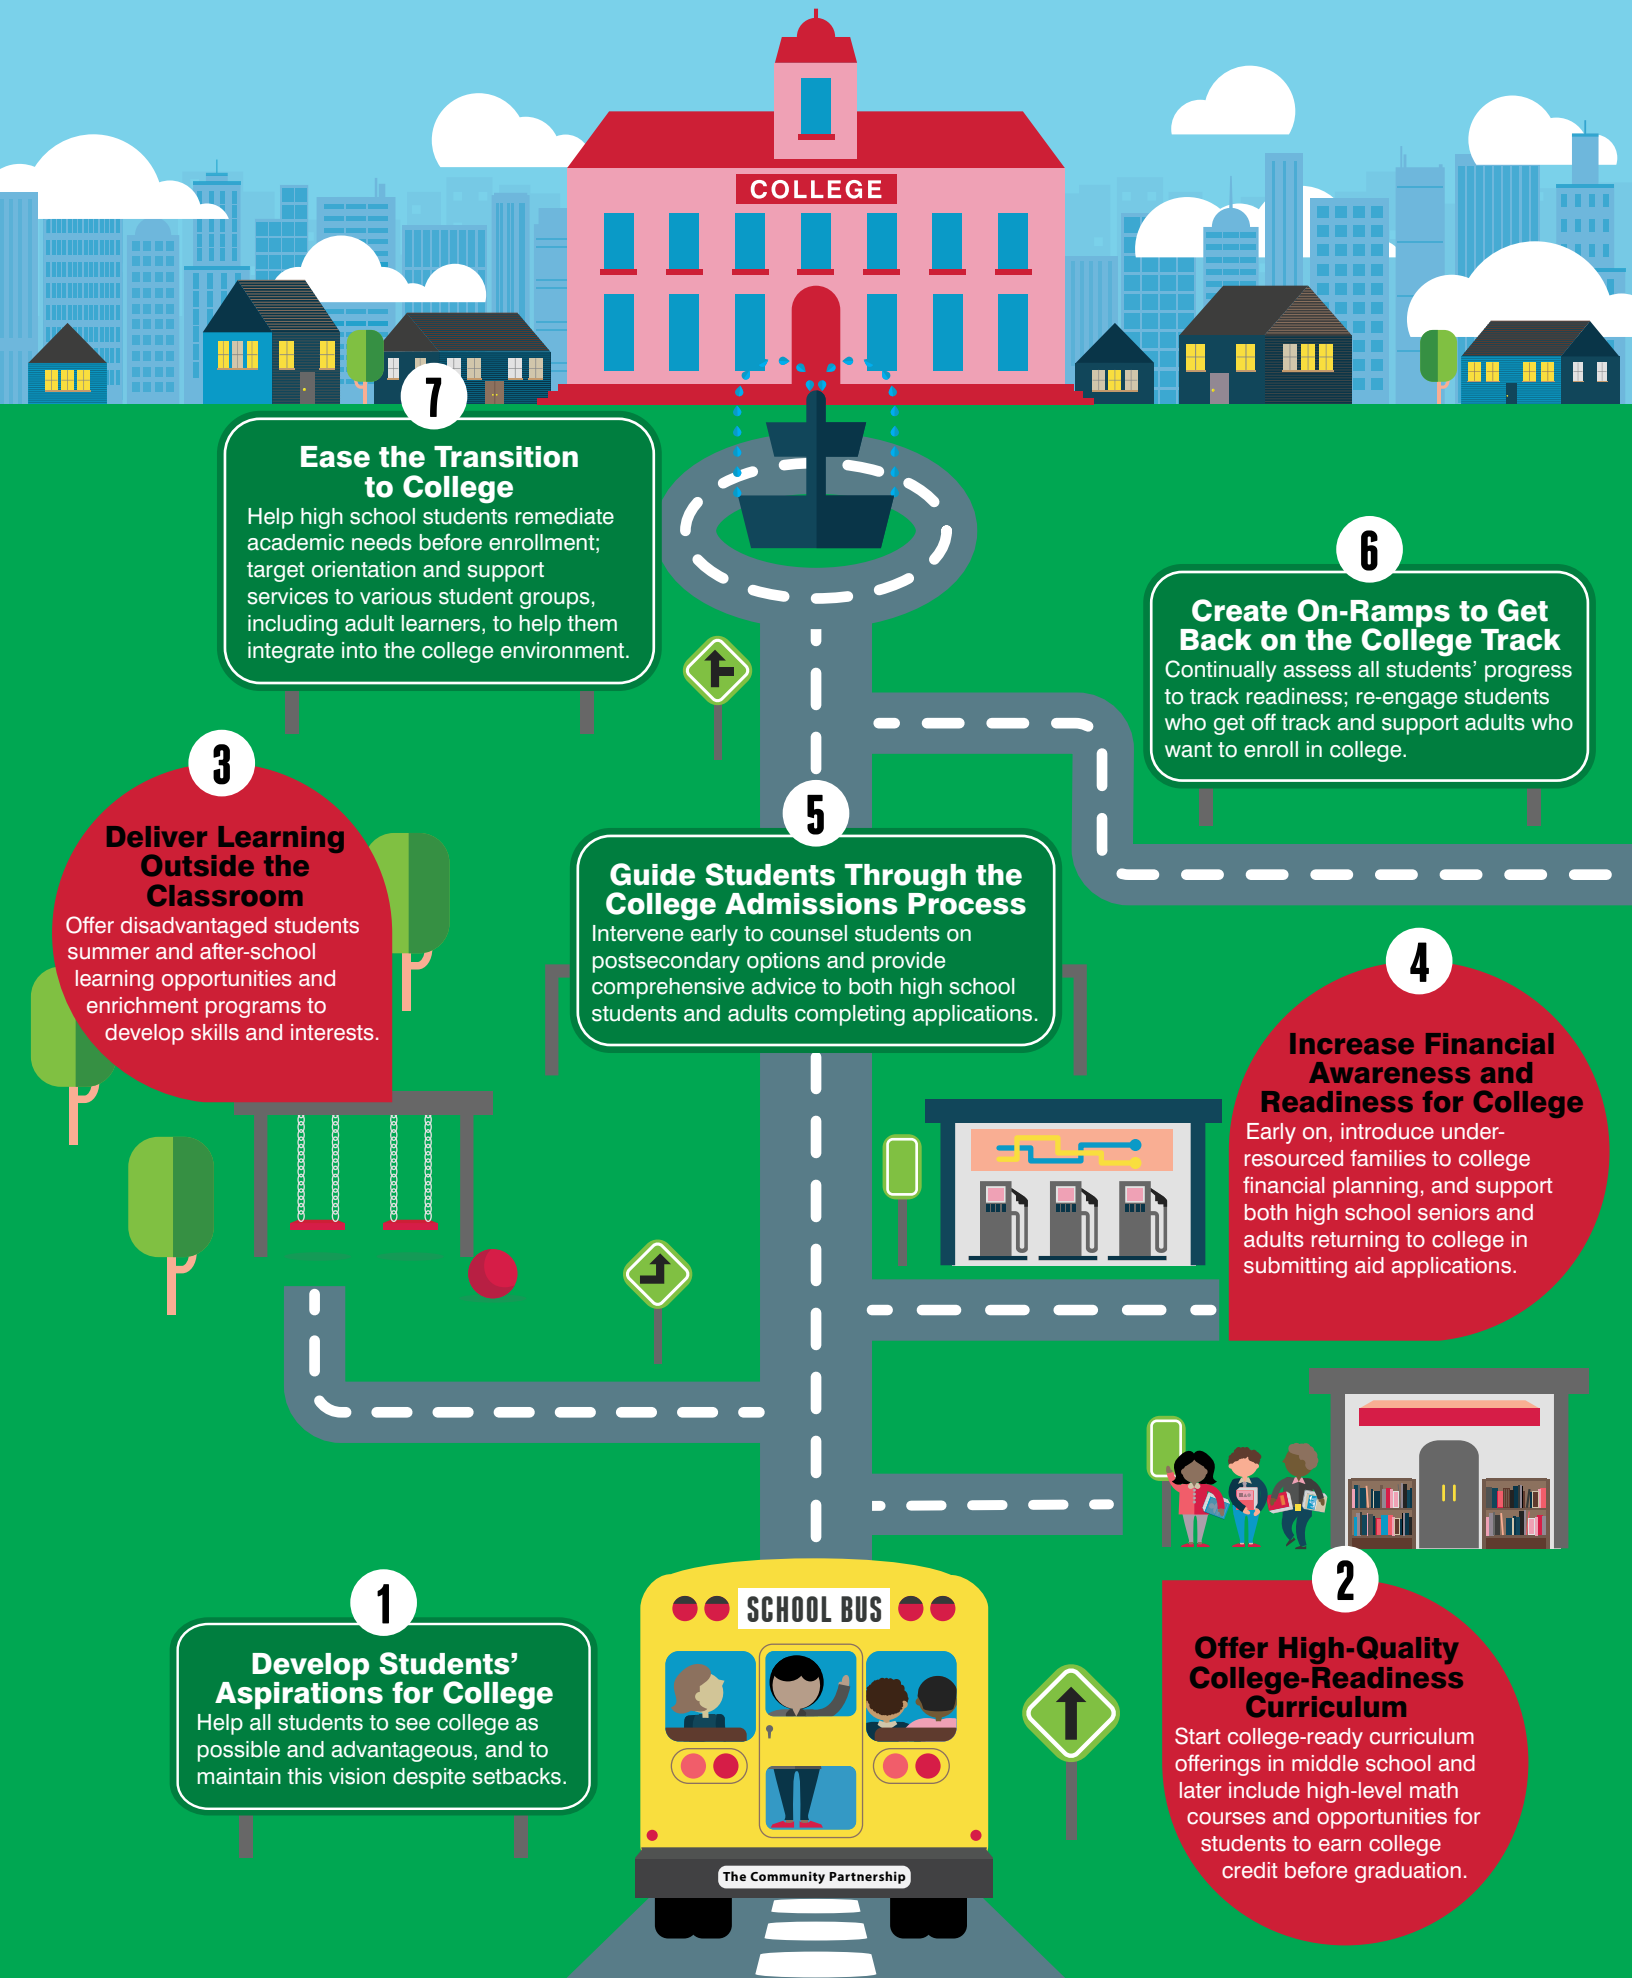 COLLEGE
7
Ease the Transition
to College
Help high school students remediate
academic needs before enrollment;
target orientation and support
services to various student groups,
including adult learners, to help them
integrate into the college environment.
6
Create On-Ramps to Get
Back on the College Track
Continually assess all students’ progress
to track readiness; re-engage students
who get off track and support adults who
want to enroll in college.
3
Deliver Learning
Outside the
Classroom
Offer disadvantaged students
summer and after-school
learning opportunities and
enrichment programs to
develop skills and interests.
5
Guide Students Through the
College Admissions Process
Intervene early to counsel students on
postsecondary options and provide
comprehensive advice to both high school
students and adults completing applications.
4
Increase Financial
Awareness and
Readiness for College
Early on, introduce under-
resourced families to college
financial planning, and support
both high school seniors and
adults returning to college in
submitting aid applications.
1
Develop Students’
Aspirations for College
Help all students to see college as
possible and advantageous, and to
maintain this vision despite setbacks.
SCHOOL BUS
The Community Partnership
2
Offer High-Quality
College-Readiness
Curriculum
Start college-ready curriculum
offerings in middle school and
later include high-level math
courses and opportunities for
students to earn college
credit before graduation.